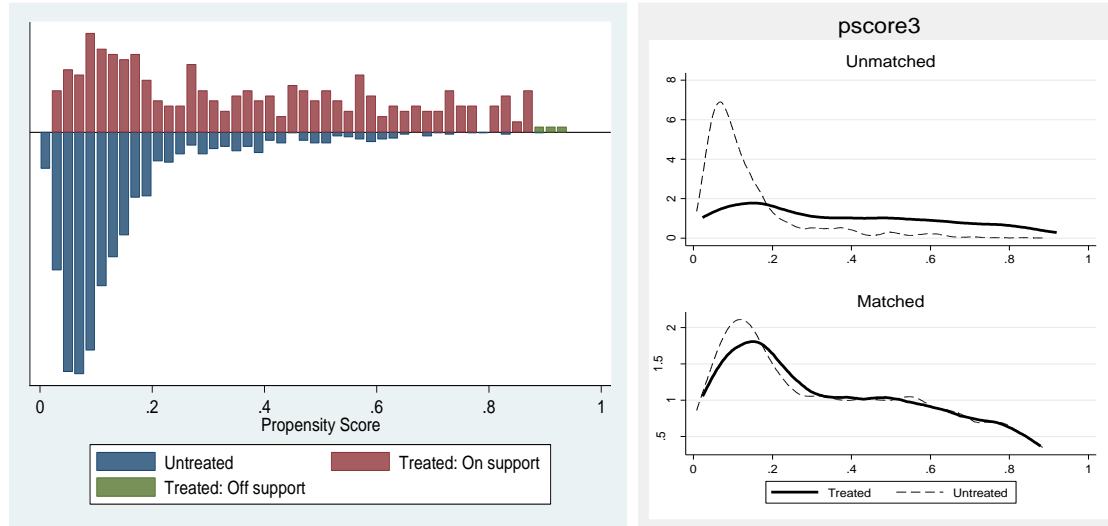 0 .2 .4 .6 .8 1
Propensity Score
Untreated
Treated: On support
Treated: Off support
pscore3
Unmatched
8
6
4
2
0
0 .2 .4 .6 .8 1
Matched
2
1.5
1
.5
0 .2 .4 .6 .8 1
Treated
Untreated